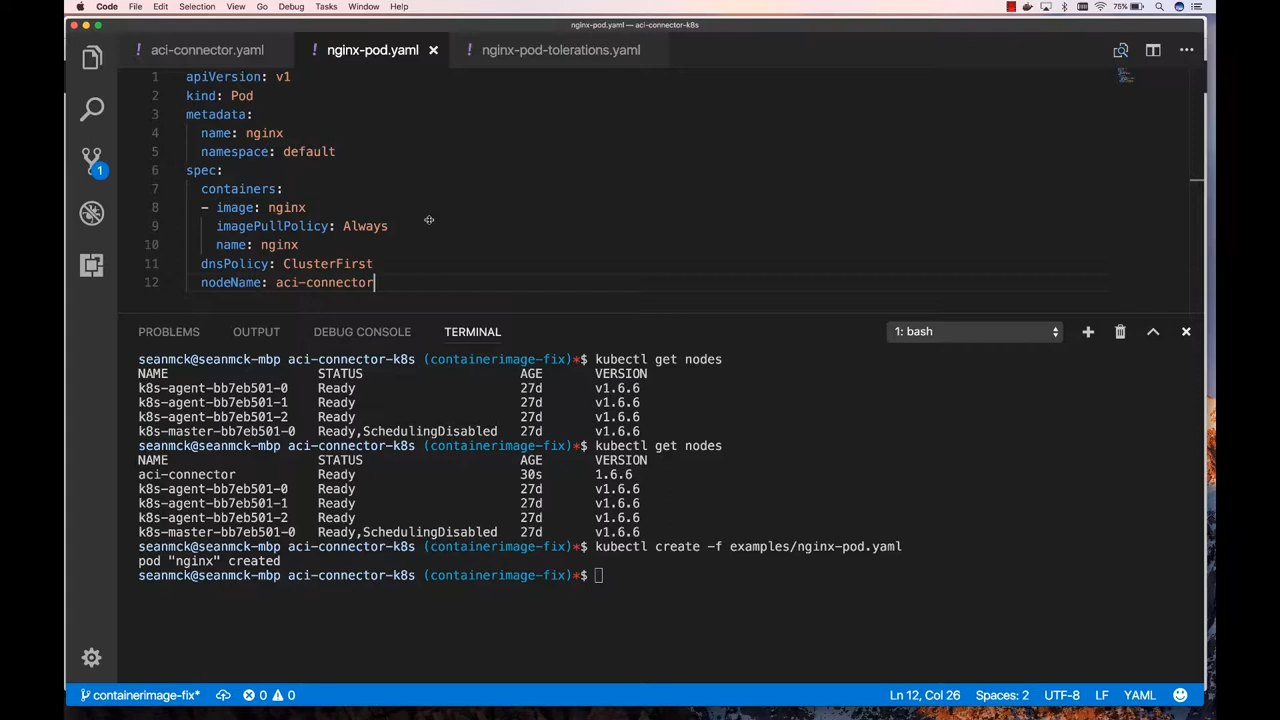 Code File Edit Selection View Go Debug Tasks Window Help 75%
nginx-pod.yaml — aci-connector-k8s
! aci-connector.yaml ! nginx-pod.yaml × ! nginx-pod-tolerations.yaml
1 apiVersion: v1
2 kind: Pod
3 metadata:
4 name: nginx
5 namespace: default
6 spec:
7 containers:
8 - image: nginx
9 imagePullPolicy: Always
10 name: nginx
11 dnsPolicy: ClusterFirst
12 nodeName: aci-connector
1
PROBLEMS OUTPUT DEBUG CONSOLE TERMINAL 1: bash
seanmck@seanmck-mbp aci-connector-k8s (containerimage-fix)*$ kubectl get nodes
NAME STATUS AGE VERSION
k8s-agent-bb7eb501-0 Ready 27d v1.6.6
k8s-agent-bb7eb501-1 Ready 27d v1.6.6
k8s-agent-bb7eb501-2 Ready 27d v1.6.6
k8s-master-bb7eb501-0 Ready,SchedulingDisabled 27d v1.6.6
seanmck@seanmck-mbp aci-connector-k8s (containerimage-fix)*$ kubectl get nodes
NAME STATUS AGE VERSION
aci-connector Ready 30s 1.6.6
k8s-agent-bb7eb501-0 Ready 27d v1.6.6
k8s-agent-bb7eb501-1 Ready 27d v1.6.6
k8s-agent-bb7eb501-2 Ready 27d v1.6.6
k8s-master-bb7eb501-0 Ready,SchedulingDisabled 27d v1.6.6
seanmck@seanmck-mbp aci-connector-k8s (containerimage-fix)*$ kubectl create -f examples/nginx-pod.yaml
pod "nginx" created
seanmck@seanmck-mbp aci-connector-k8s (containerimage-fix)*$
containerimage-fix* 0 0 Ln 12, Col 26 Spaces: 2 UTF-8 LF YAML